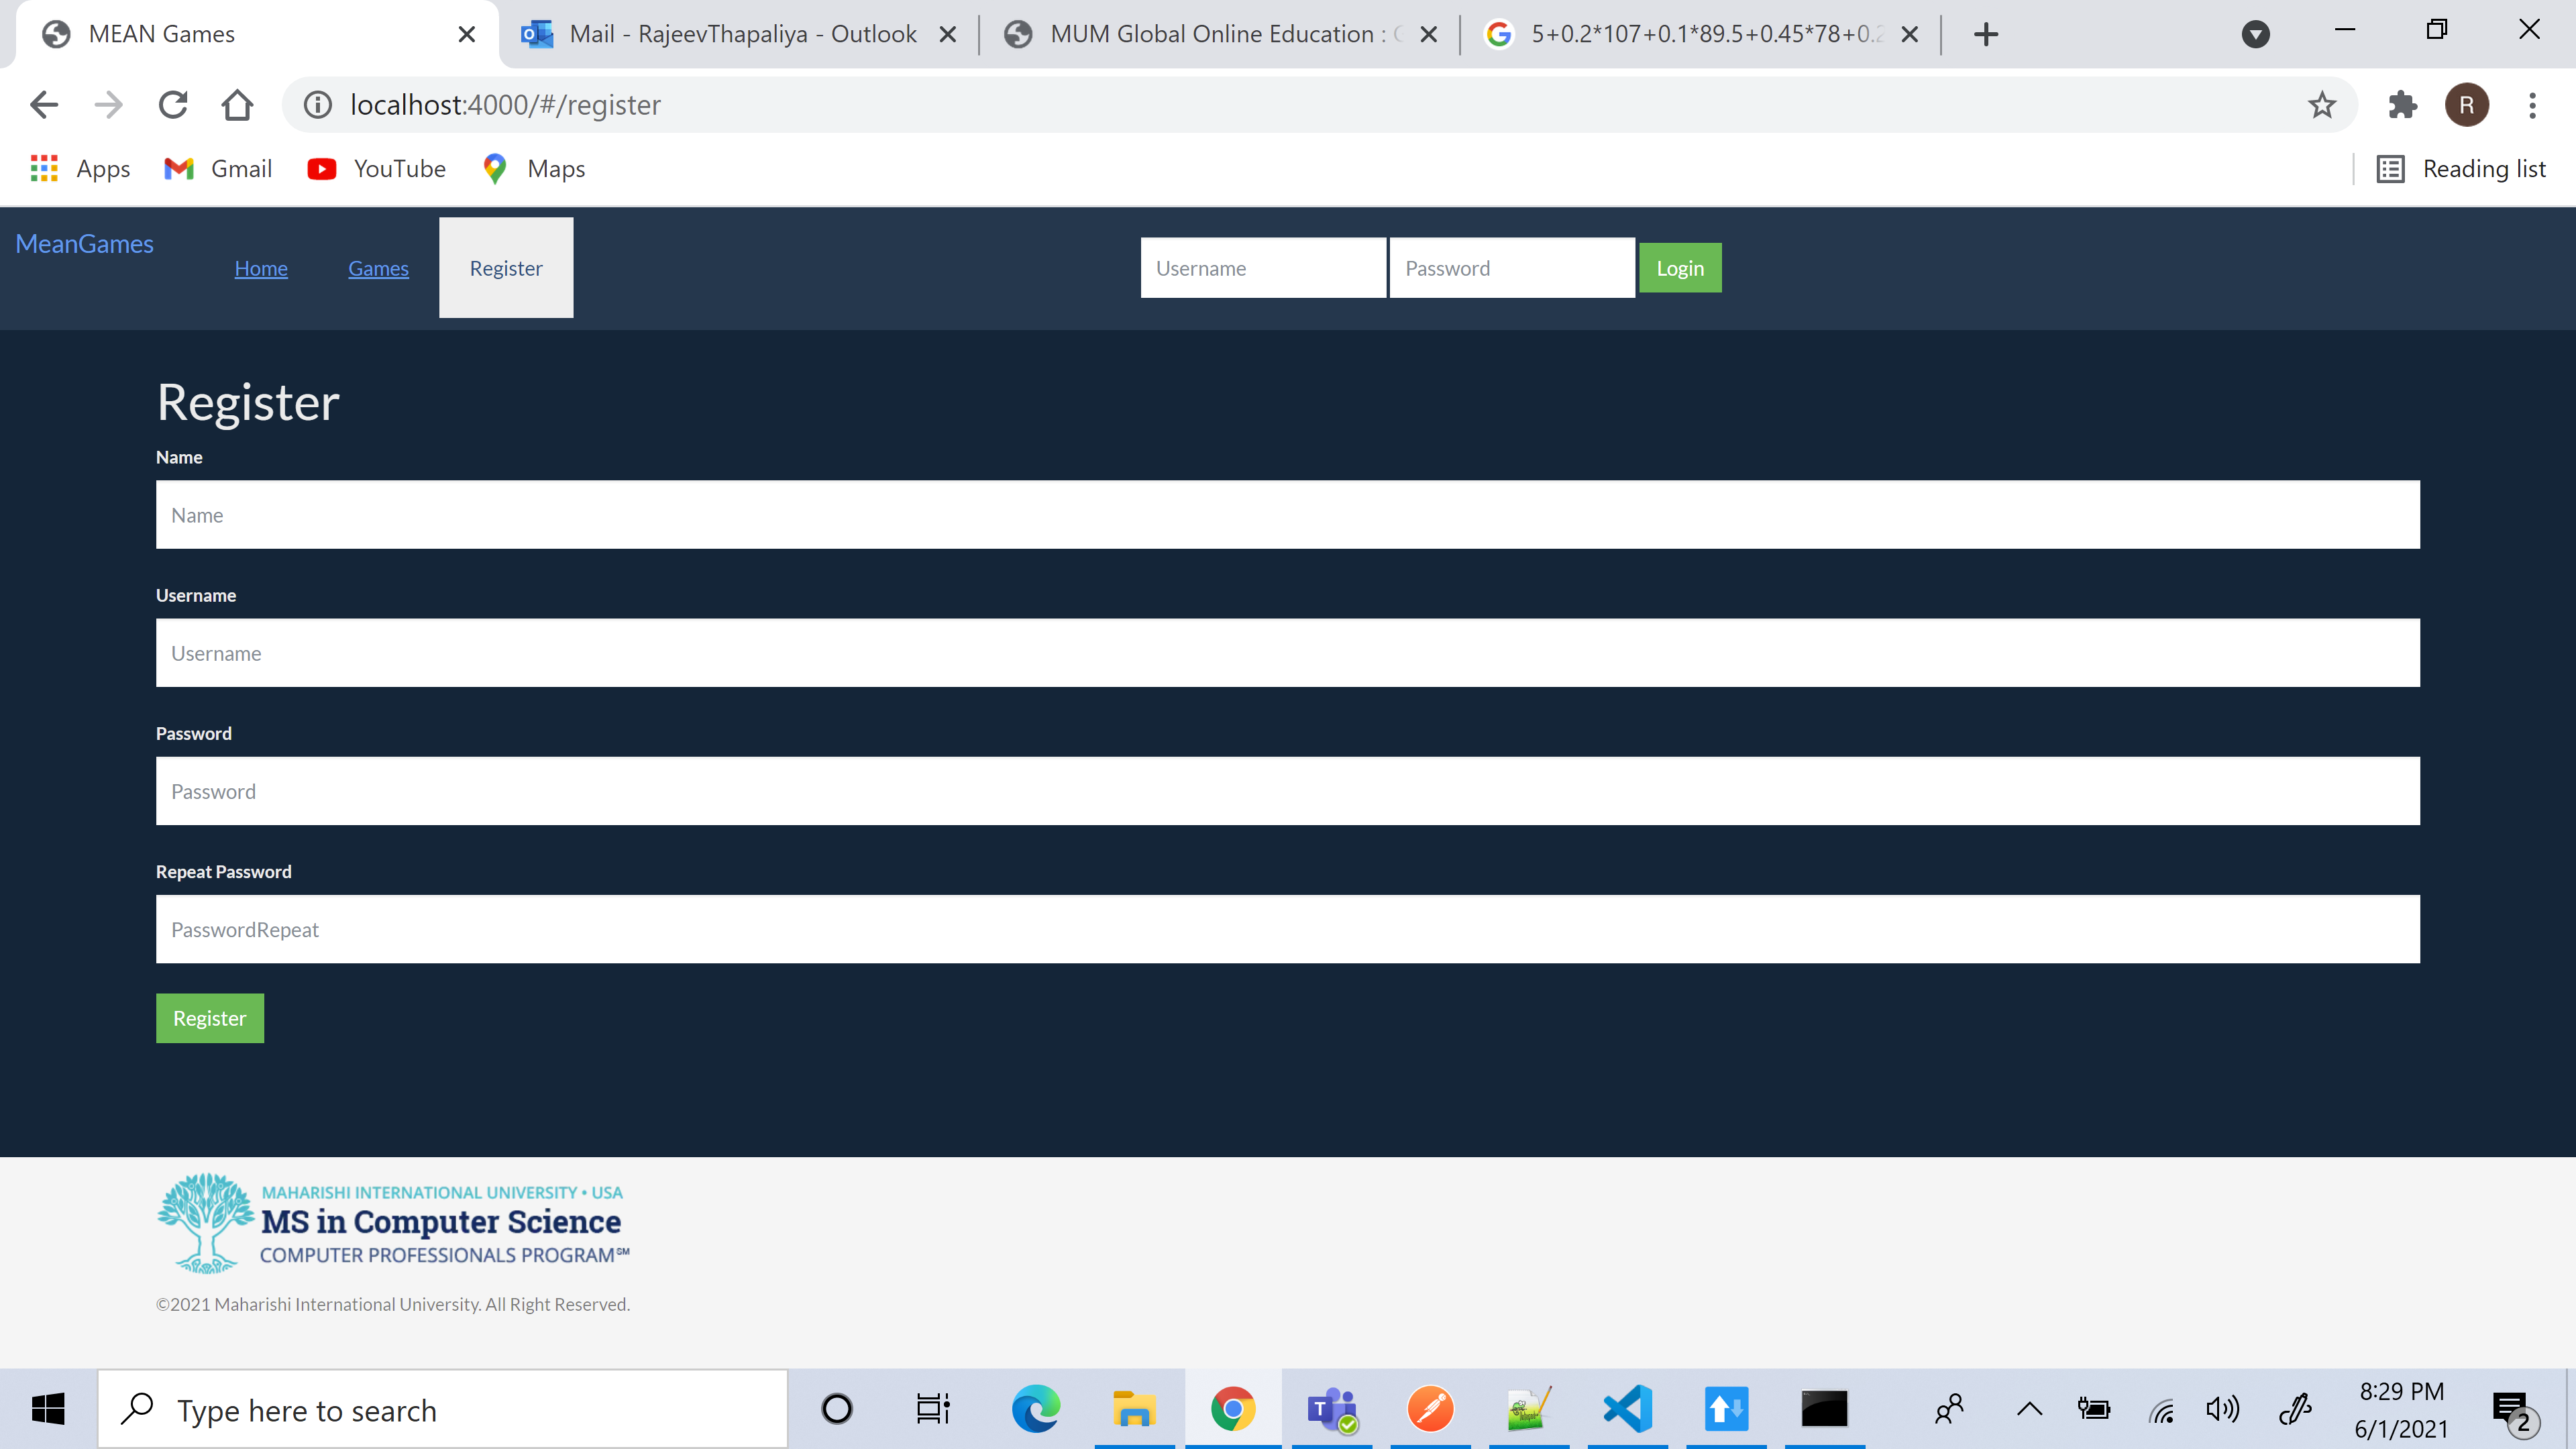 MEAN Games
Mail - RajeevThapaliya - Outlook
MUM Global Online Education :
5+0.2*107+0.1*89.5+0.45*78+0.2
localhost:4000/#/register
R
Apps
Gmail
YouTube
Maps
Reading list
MeanGames
Home
Games
Register
Username
Password
Login
Register
Name
Name
Username
Username
Password
Password
Repeat Password
PasswordRepeat
Register
MAHARISHI INTERNATIONAL UNIVERSITY • USA
MS in Computer Science
COMPUTER PROFESSIONALS PROGRAM℠
©2021 Maharishi International University. All Right Reserved.
Type here to search
8:29 PM
6/1/2021
2